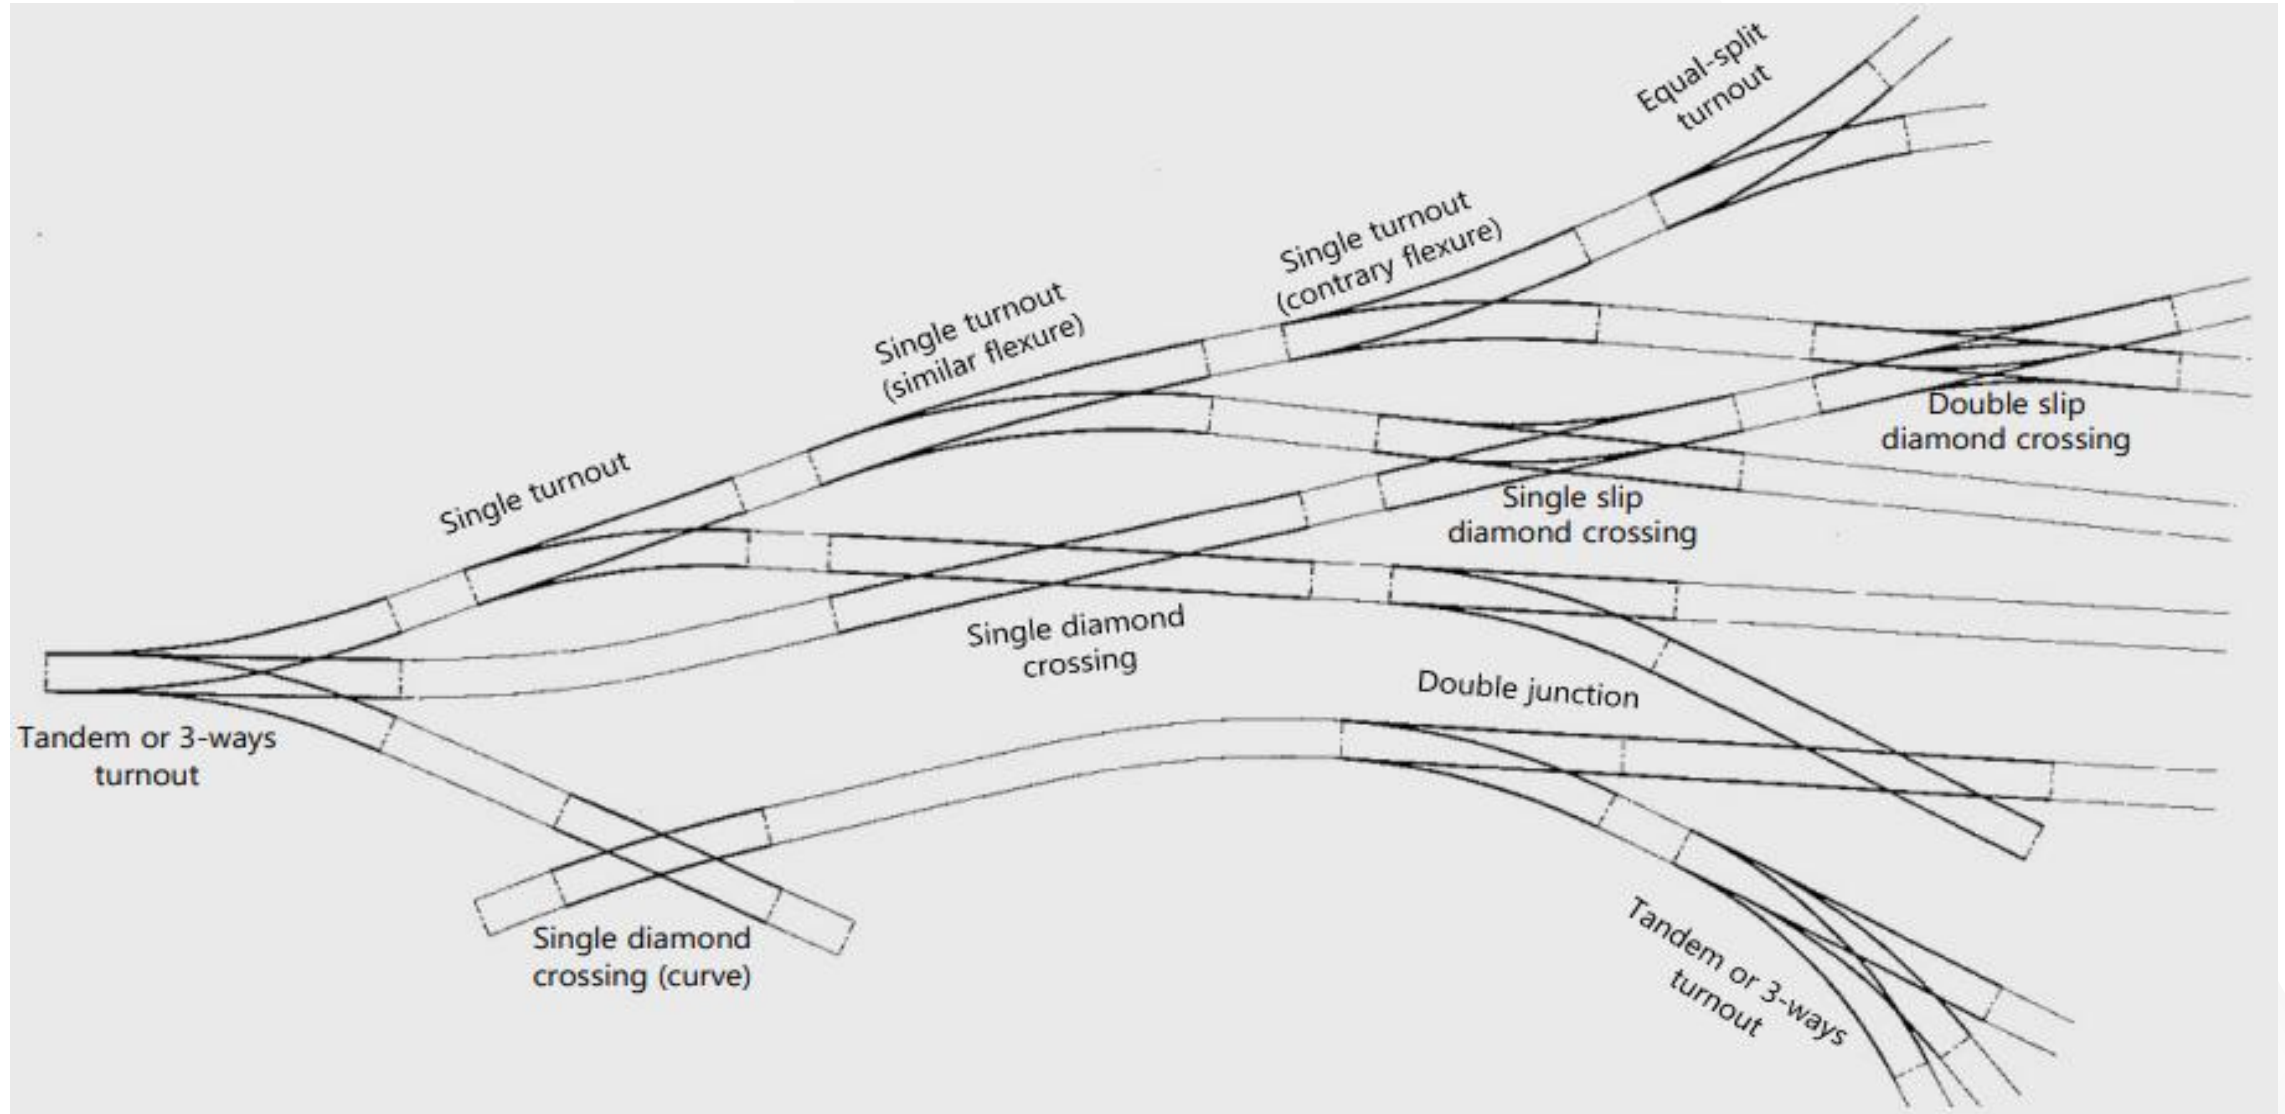 Equal-split
turnout
Single turnout
(contrary flexure)
Single turnout
(similar flexure)
Double slip
diamond crossing
Single turnout
Single slip
diamond crossing
Single diamond
crossing
Double junction
Tandem or 3-ways
turnout
Single diamond
crossing (curve)
Tandem or 3-ways
turnout